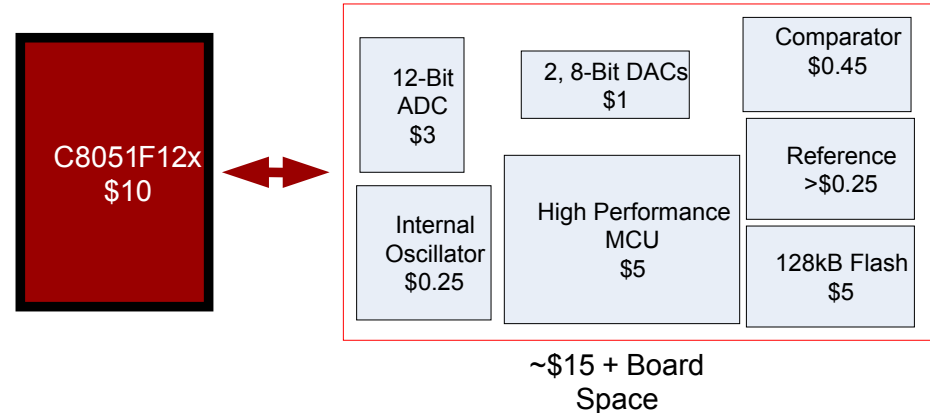 C8051F12x
$10
12-Bit
ADC
$3
2, 8-Bit DACs
$1
Comparator
$0.45
Internal
Oscillator
$0.25
High Performance
MCU
$5
Reference
>$0.25
128kB Flash
$5
~$15 + Board
Space